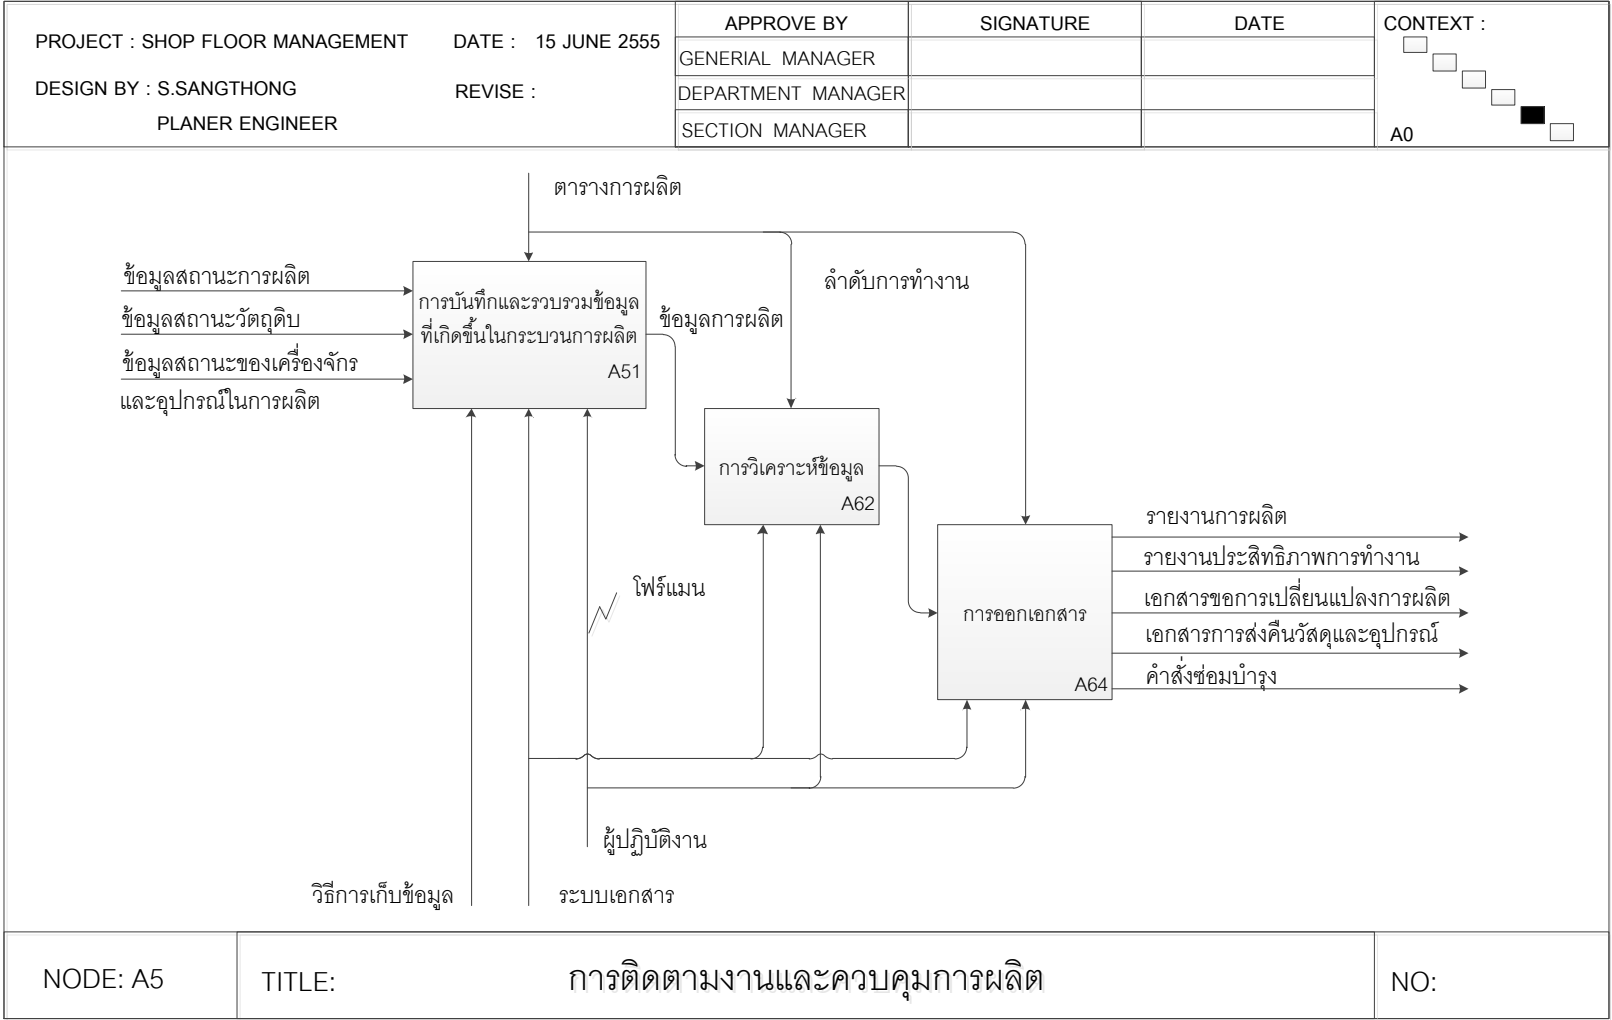 PROJECT : SHOP FLOOR MANAGEMENT DATE : 15 JUNE 2555
DESIGN BY : S.SANGTHONG REVISE :
PLANER ENGINEER
APPROVE BY SIGNATURE DATE
GENERIAL MANAGER
DEPARTMENT MANAGER
SECTION MANAGER
CONTEXT :
A0
ตารางการผลิต
ข้อมูลสถานะการผลิต
ข้อมูลสถานะวัตถุดิบ
ข้อมูลสถานะของเครื่องจักร
และอุปกรณ์ในการผลิต
การบันทึกและรวบรวมข้อมูล
ที่เกิดขึ้นในกระบวนการผลิต
A51
ข้อมูลการผลิต
ลำดับการทำงาน
การวิเคราะห์ข้อมูล
A62
โฟร์แมน
การออกเอกสาร
A64
รายงานการผลิต
รายงานประสิทธิภาพการทำงาน
เอกสารขอการเปลี่ยนแปลงการผลิต
เอกสารการส่งคืนวัสดุและอุปกรณ์
คำสั่งซ่อมบำรุง
ผู้ปฏิบัติงาน
วิธีการเก็บข้อมูล
ระบบเอกสาร
NODE: A5
TITLE: การติดตามงานและควบคุมการผลิต
NO: